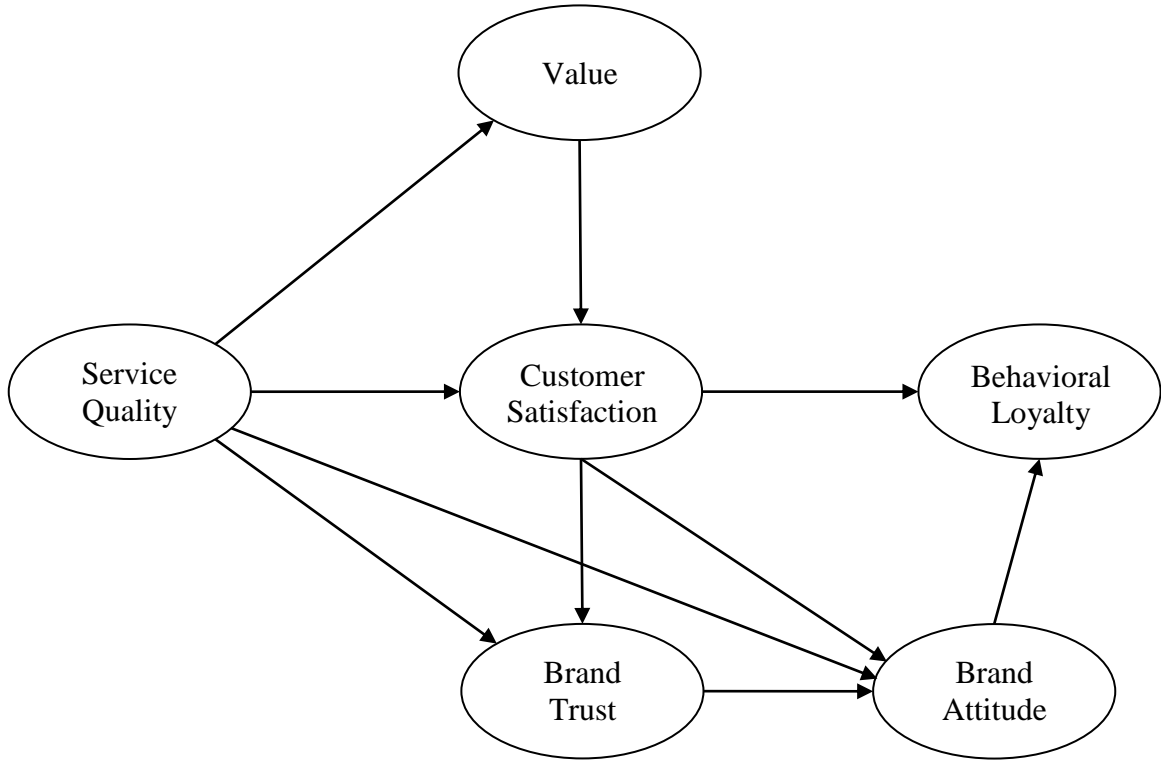 Value
Service
Quality
Customer
Satisfaction
Behavioral
Loyalty
Brand
Trust
Brand
Attitude